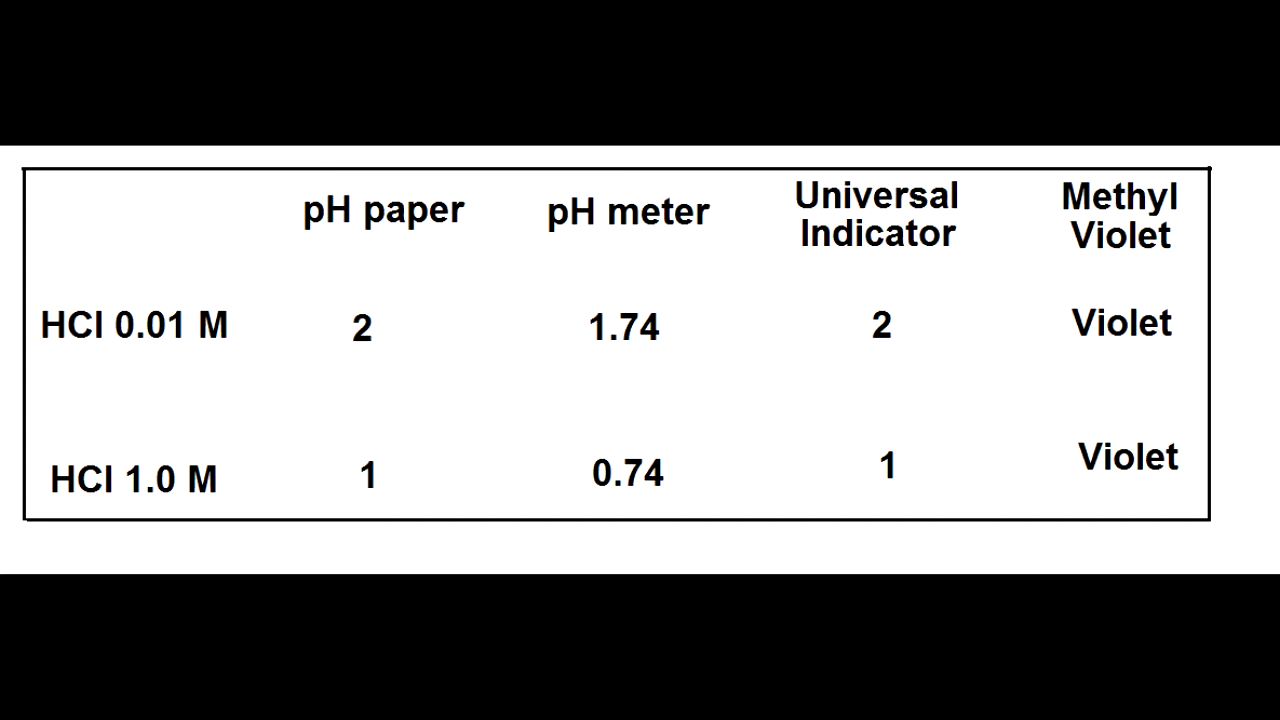 pH paper pH meter Universal Indicator Methyl Violet
HCl 0.01 M 2 1.74 2 Violet
HCl 1.0 M 1 0.74 1 Violet